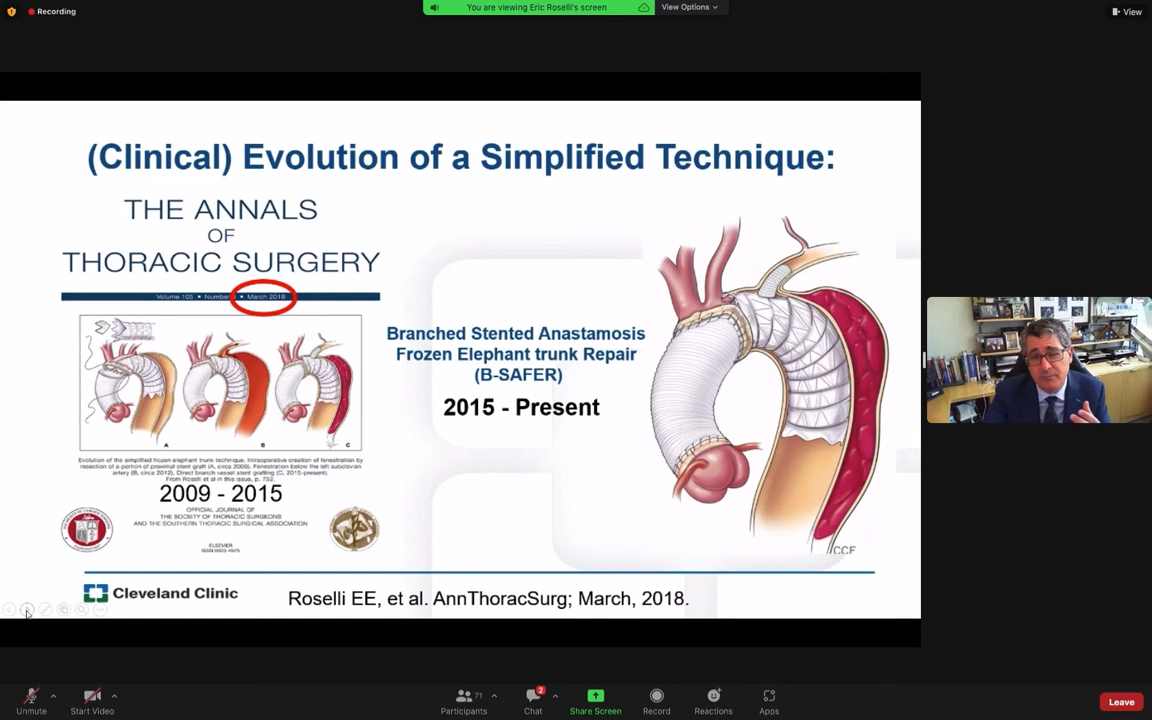 Recording
You are viewing Eric Roselli's screen
View Options
View
(Clinical) Evolution of a Simplified Technique:
THE ANNALS
OF
THORACIC SURGERY
Volume 105 • Number • March 2018
A B C
Evolution of the simplified frozen elephant trunk technique. Intraoperative creation of fenestration by
resection of a portion of proximal stent graft (A, circa 2009). Fenestration below the left subclavian
artery (B, circa 2012). Direct branch vessel stent grafting (C, 2015-present).
From Roselli et al in this issue, p. 732.
2009 - 2015
OFFICIAL JOURNAL OF
THE SOCIETY OF THORACIC SURGEONS
AND THE SOUTHERN THORACIC SURGICAL ASSOCIATION
ELSEVIER
ISSN 0003-4975
Branched Stented Anastamosis
Frozen Elephant trunk Repair
(B-SAFER)
2015 - Present
CCF
Cleveland Clinic
Roselli EE, et al. AnnThoracSurg; March, 2018.
Unmute
Start Video
71
Participants
2
Chat
Share Screen
Record
Reactions
Apps
Leave